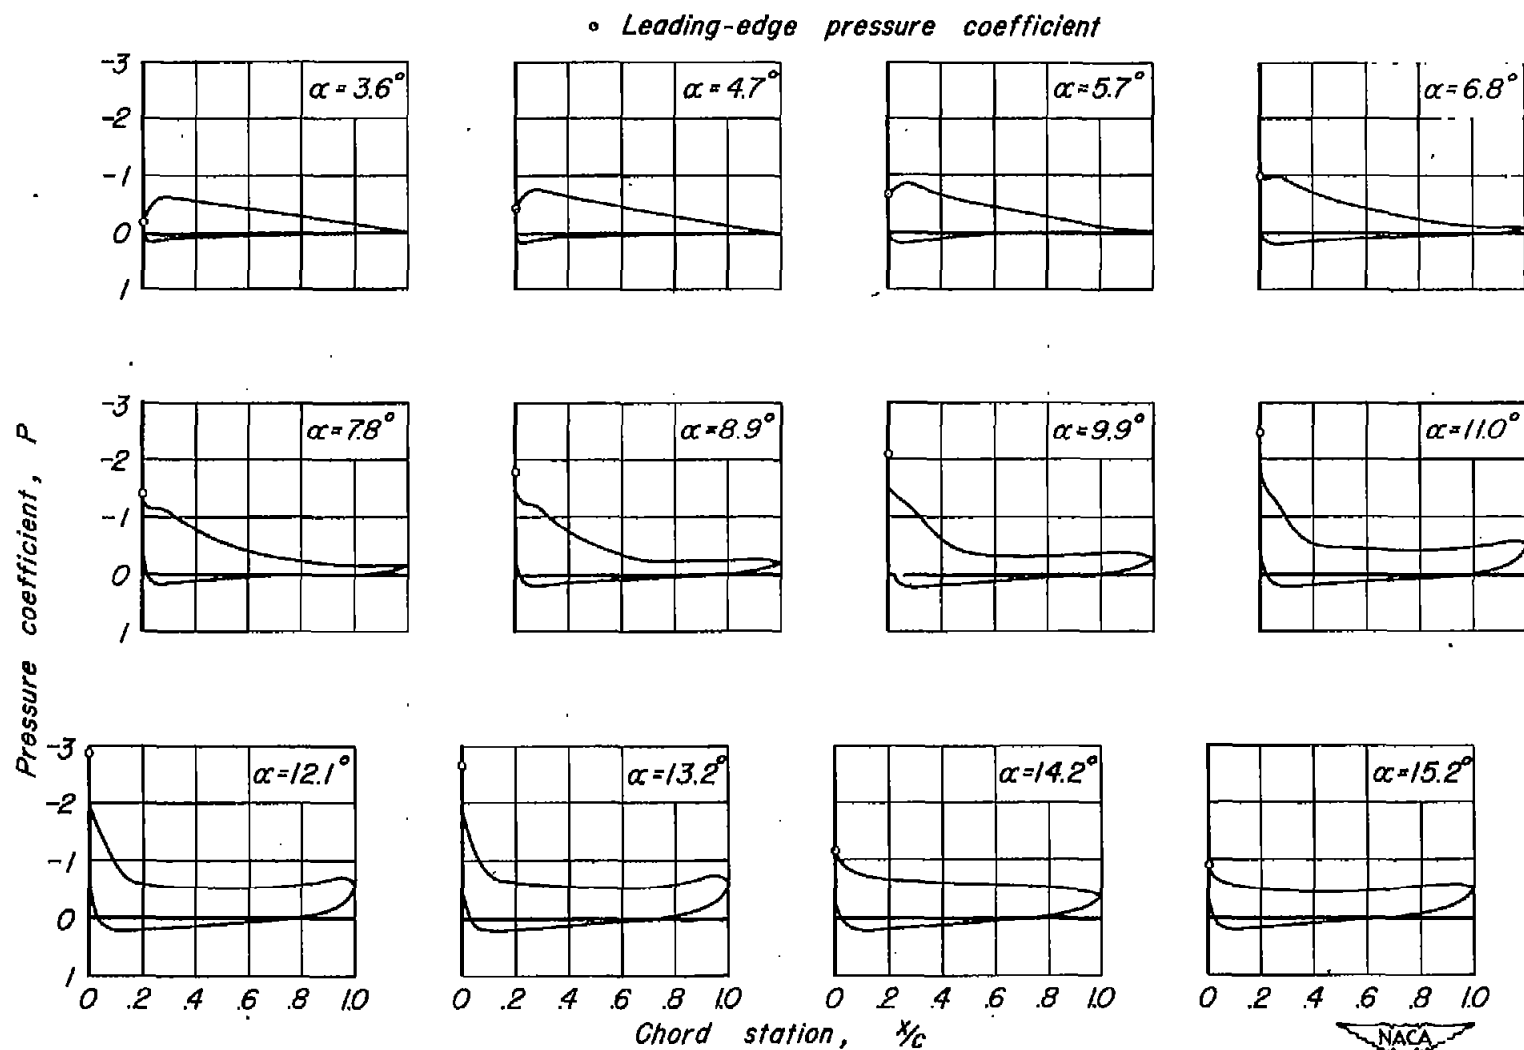 Leading-edge pressure coefficient
-3
α = 3.6°
α = 4.7°
α = 5.7°
α = 6.8°
-2
-1
0
1
-3
α = 7.8°
α = 8.9°
α = 9.9°
α = 11.0°
-2
-1
0
1
Pressure coefficient, P
-3
α = 12.1°
α = 13.2°
α = 14.2°
α = 15.2°
-2
-1
0
1
0 .2 .4 .6 .8 1.0
0 .2 .4 .6 .8 1.0
0 .2 .4 .6 .8 1.0
0 .2 .4 .6 .8 1.0
Chord station, x/c
NACA